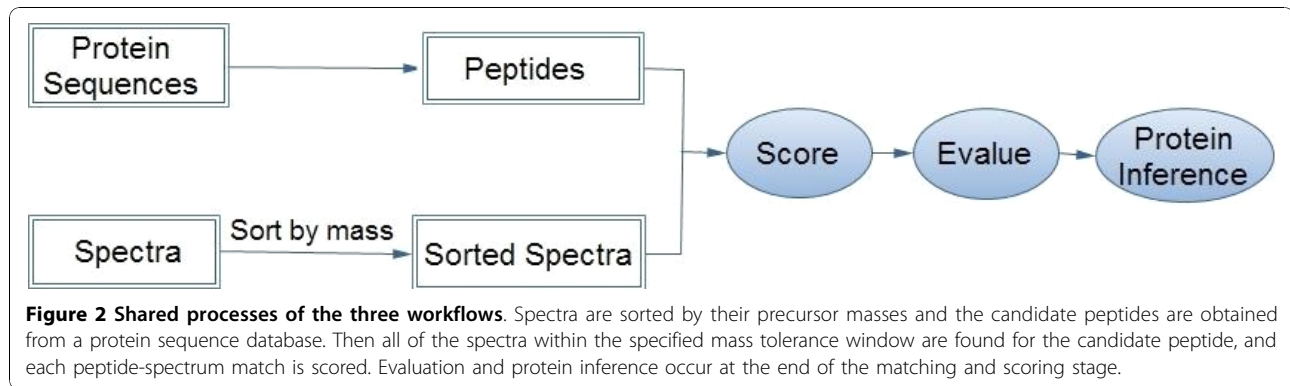 Protein
Sequences
Peptides
Score
Evalue
Protein
Inference
Spectra
Sort by mass
Sorted Spectra
Figure 2 Shared processes of the three workflows. Spectra are sorted by their precursor masses and the candidate peptides are obtained
from a protein sequence database. Then all of the spectra within the specified mass tolerance window are found for the candidate peptide, and
each peptide-spectrum match is scored. Evaluation and protein inference occur at the end of the matching and scoring stage.